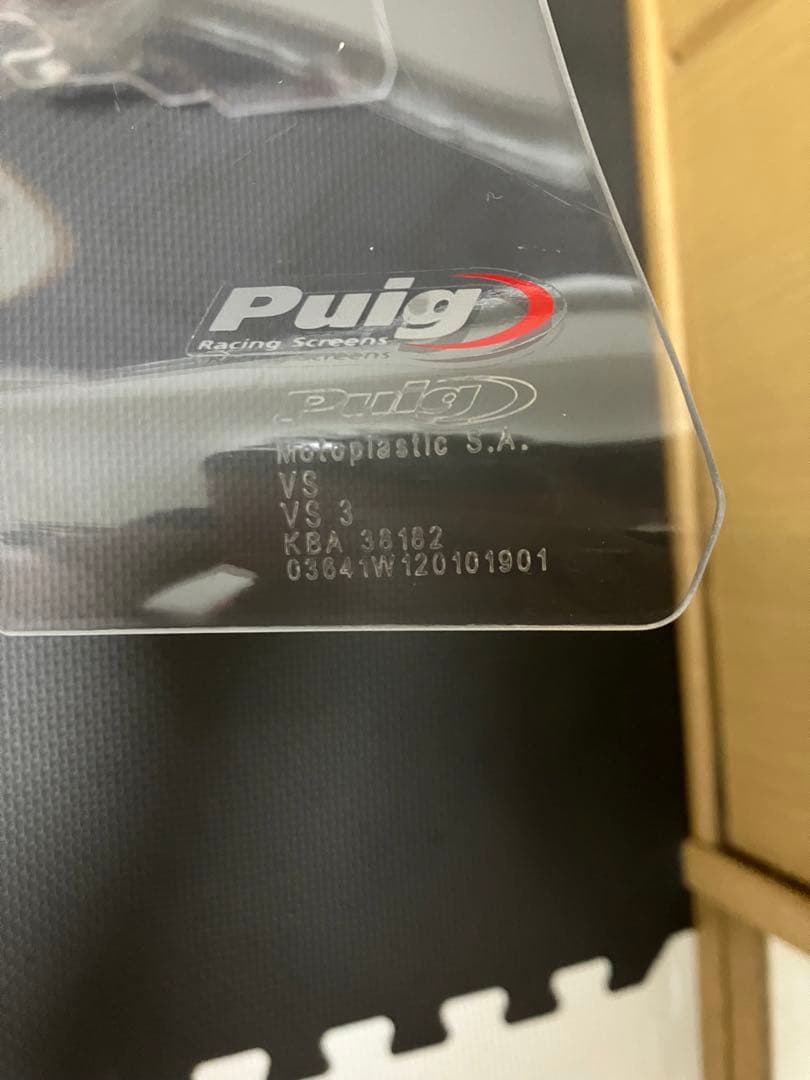 Puig
Racing Screens
Puig
Motoplastic S.A.
VS
VS 3
KBA 38182
03641W120101901